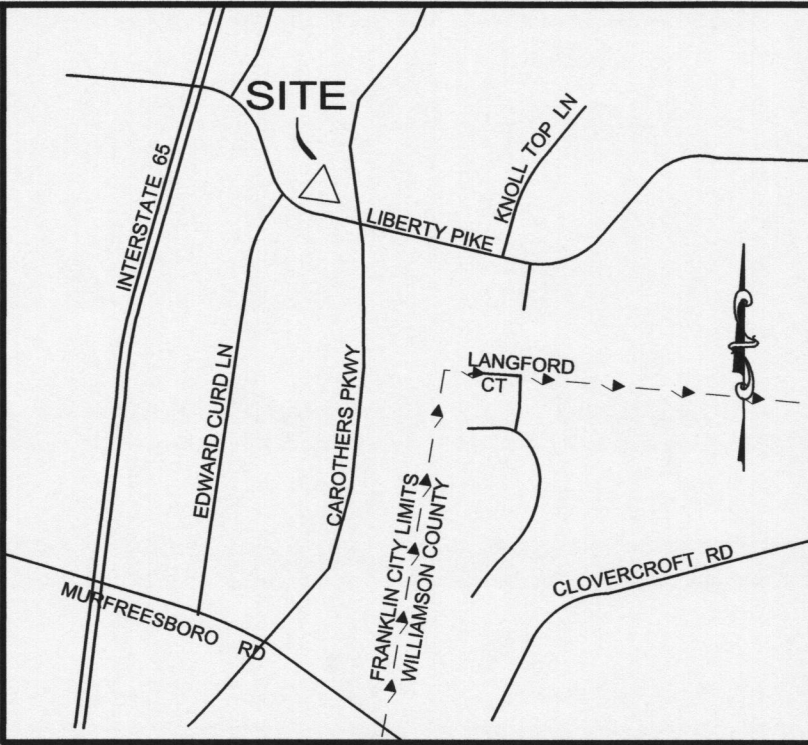 SITE
INTERSTATE 65
KNOLL TOP LN
LIBERTY PIKE
EDWARD CURD LN
CAROTHERS PKWY
LANGFORD
CT
FRANKLIN CITY LIMITS
WILLIAMSON COUNTY
CLOVERCROFT RD
MURFREESBORO RD